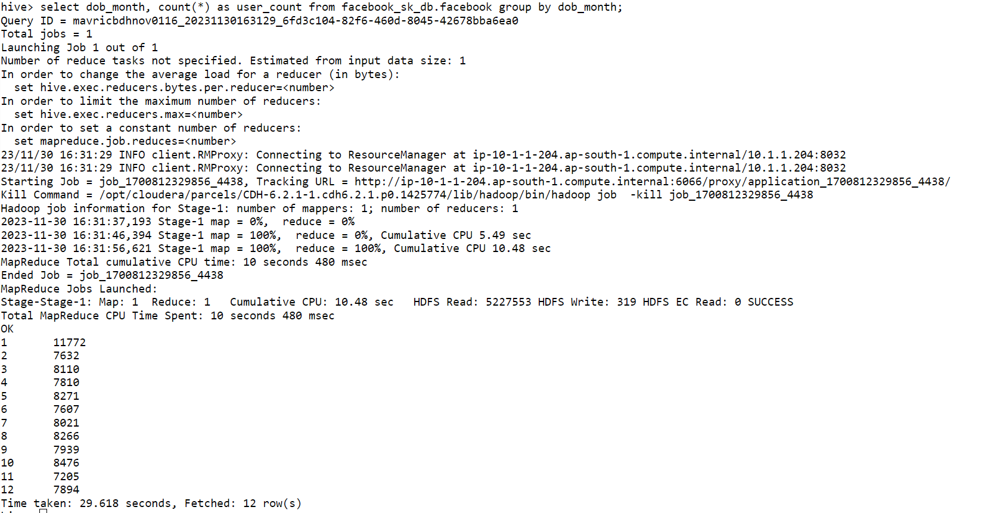 hive> select dob_month, count(*) as user_count from facebook_sk_db.facebook group by dob_month;
Query ID = mavricbdhnov0116_20231130163129_6fd3c104-82f6-460d-8045-42678bba6ea0
Total jobs = 1
Launching Job 1 out of 1
Number of reduce tasks not specified. Estimated from input data size: 1
In order to change the average load for a reducer (in bytes):
  set hive.exec.reducers.bytes.per.reducer=<number>
In order to limit the maximum number of reducers:
  set hive.exec.reducers.max=<number>
In order to set a constant number of reducers:
  set mapreduce.job.reduces=<number>
23/11/30 16:31:29 INFO client.RMProxy: Connecting to ResourceManager at ip-10-1-1-204.ap-south-1.compute.internal/10.1.1.204:8032
23/11/30 16:31:29 INFO client.RMProxy: Connecting to ResourceManager at ip-10-1-1-204.ap-south-1.compute.internal/10.1.1.204:8032
Starting Job = job_1700812329856_4438, Tracking URL = http://ip-10-1-1-204.ap-south-1.compute.internal:6066/proxy/application_1700812329856_4438/
Kill Command = /opt/cloudera/parcels/CDH-6.2.1-1.cdh6.2.1.p0.1425774/lib/hadoop/bin/hadoop job  -kill job_1700812329856_4438
Hadoop job information for Stage-1: number of mappers: 1; number of reducers: 1
2023-11-30 16:31:37,193 Stage-1 map = 0%,  reduce = 0%
2023-11-30 16:31:46,394 Stage-1 map = 100%,  reduce = 0%, Cumulative CPU 5.49 sec
2023-11-30 16:31:56,621 Stage-1 map = 100%,  reduce = 100%, Cumulative CPU 10.48 sec
MapReduce Total cumulative CPU time: 10 seconds 480 msec
Ended Job = job_1700812329856_4438
MapReduce Jobs Launched:
Stage-Stage-1: Map: 1  Reduce: 1   Cumulative CPU: 10.48 sec   HDFS Read: 5227553 HDFS Write: 319 HDFS EC Read: 0 SUCCESS
Total MapReduce CPU Time Spent: 10 seconds 480 msec
OK
1       11772
2       7632
3       8110
4       7810
5       8271
6       7607
7       8021
8       8266
9       7939
10      8476
11      7205
12      7894
Time taken: 29.618 seconds, Fetched: 12 row(s)